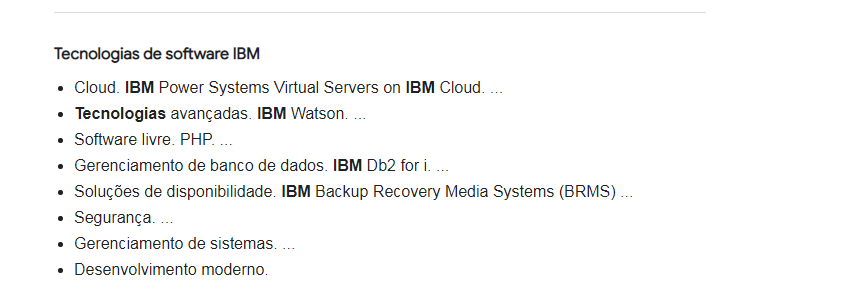 Tecnologias de software IBM
Cloud. IBM Power Systems Virtual Servers on IBM Cloud. ...
Tecnologias avançadas. IBM Watson. ...
Software livre. PHP. ...
Gerenciamento de banco de dados. IBM Db2 for i. ...
Soluções de disponibilidade. IBM Backup Recovery Media Systems (BRMS) ...
Segurança. ...
Gerenciamento de sistemas. ...
Desenvolvimento moderno.